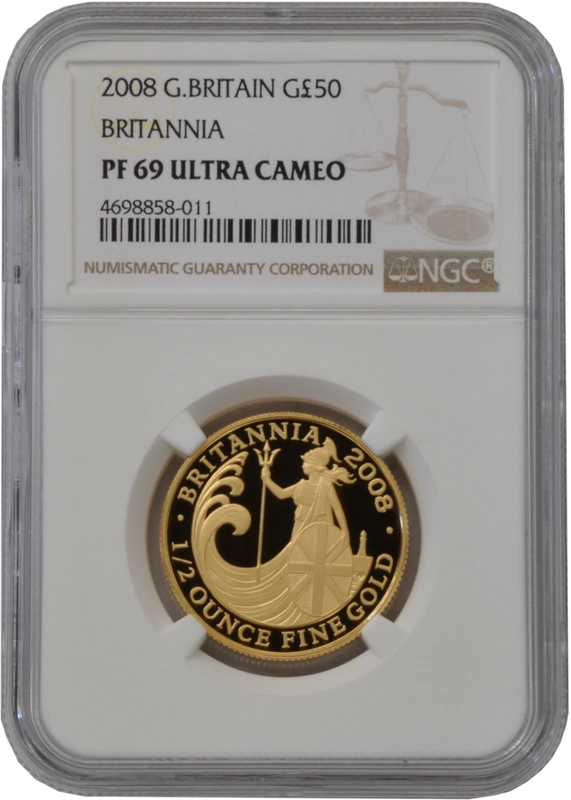 2008 G.BRITAIN G£50
BRITANNIA
PF 69 ULTRA CAMEO
4698858-011
NUMISMATIC GUARANTY CORPORATION
NGC®
· BRITANNIA 2008 ·
1/2 OUNCE FINE GOLD